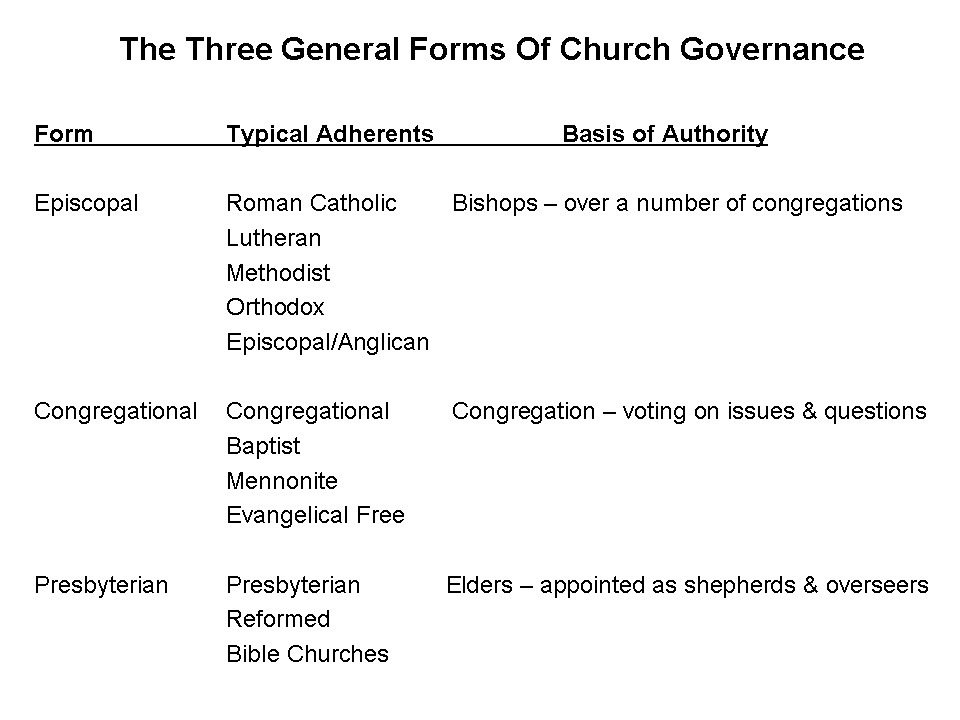 The Three General Forms Of Church Governance
Form Typical Adherents Basis of Authority
Episcopal Roman Catholic Bishops – over a number of congregations
Lutheran
Methodist
Orthodox
Episcopal/Anglican
Congregational Congregational Congregation – voting on issues & questions
Baptist
Mennonite
Evangelical Free
Presbyterian Presbyterian Elders – appointed as shepherds & overseers
Reformed
Bible Churches